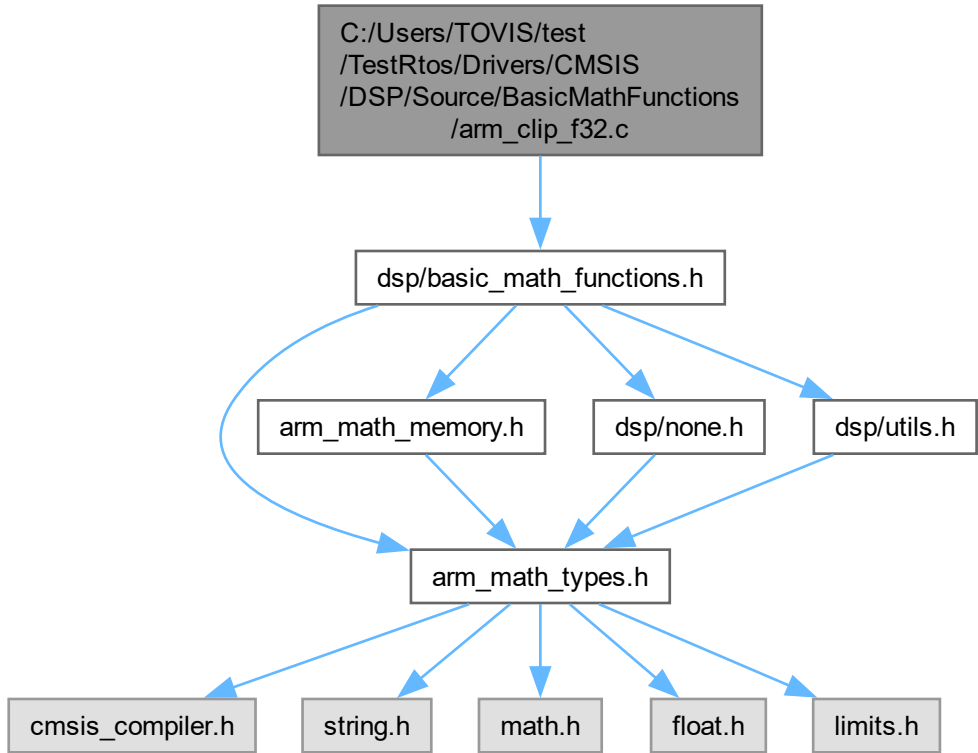 C:/Users/TOVIS/test
/TestRtos/Drivers/CMSIS
/DSP/Source/BasicMathFunctions
/arm_clip_f32.c
dsp/basic_math_functions.h
arm_math_memory.h
dsp/none.h
dsp/utils.h
arm_math_types.h
cmsis_compiler.h
string.h
math.h
float.h
limits.h